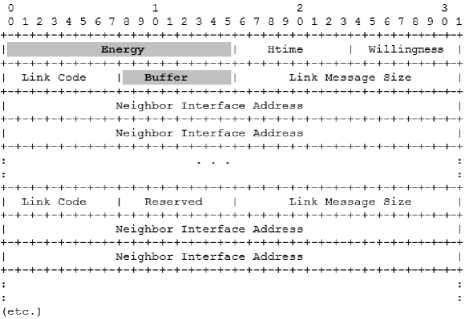 0 1 2 3
0 1 2 3 4 5 6 7 8 9 0 1 2 3 4 5 6 7 8 9 0 1 2 3 4 5 6 7 8 9 0 1
+-+-+-+-+-+-+-+-+-+-+-+-+-+-+-+-+-+-+-+-+-+-+-+-+-+-+-+-+-+-+-+-+
| Energy | Htime | Willingness |
+-+-+-+-+-+-+-+-+-+-+-+-+-+-+-+-+-+-+-+-+-+-+-+-+-+-+-+-+-+-+-+-+
| Link Code | Buffer | Link Message Size |
+-+-+-+-+-+-+-+-+-+-+-+-+-+-+-+-+-+-+-+-+-+-+-+-+-+-+-+-+-+-+-+-+
| Neighbor Interface Address |
+-+-+-+-+-+-+-+-+-+-+-+-+-+-+-+-+-+-+-+-+-+-+-+-+-+-+-+-+-+-+-+-+
| Neighbor Interface Address |
+-+-+-+-+-+-+-+-+-+-+-+-+-+-+-+-+-+-+-+-+-+-+-+-+-+-+-+-+-+-+-+-+
: . . . :
: :
+-+-+-+-+-+-+-+-+-+-+-+-+-+-+-+-+-+-+-+-+-+-+-+-+-+-+-+-+-+-+-+-+
| Link Code | Reserved | Link Message Size |
+-+-+-+-+-+-+-+-+-+-+-+-+-+-+-+-+-+-+-+-+-+-+-+-+-+-+-+-+-+-+-+-+
| Neighbor Interface Address |
+-+-+-+-+-+-+-+-+-+-+-+-+-+-+-+-+-+-+-+-+-+-+-+-+-+-+-+-+-+-+-+-+
| Neighbor Interface Address |
+-+-+-+-+-+-+-+-+-+-+-+-+-+-+-+-+-+-+-+-+-+-+-+-+-+-+-+-+-+-+-+-+
: :
: :
(etc.)